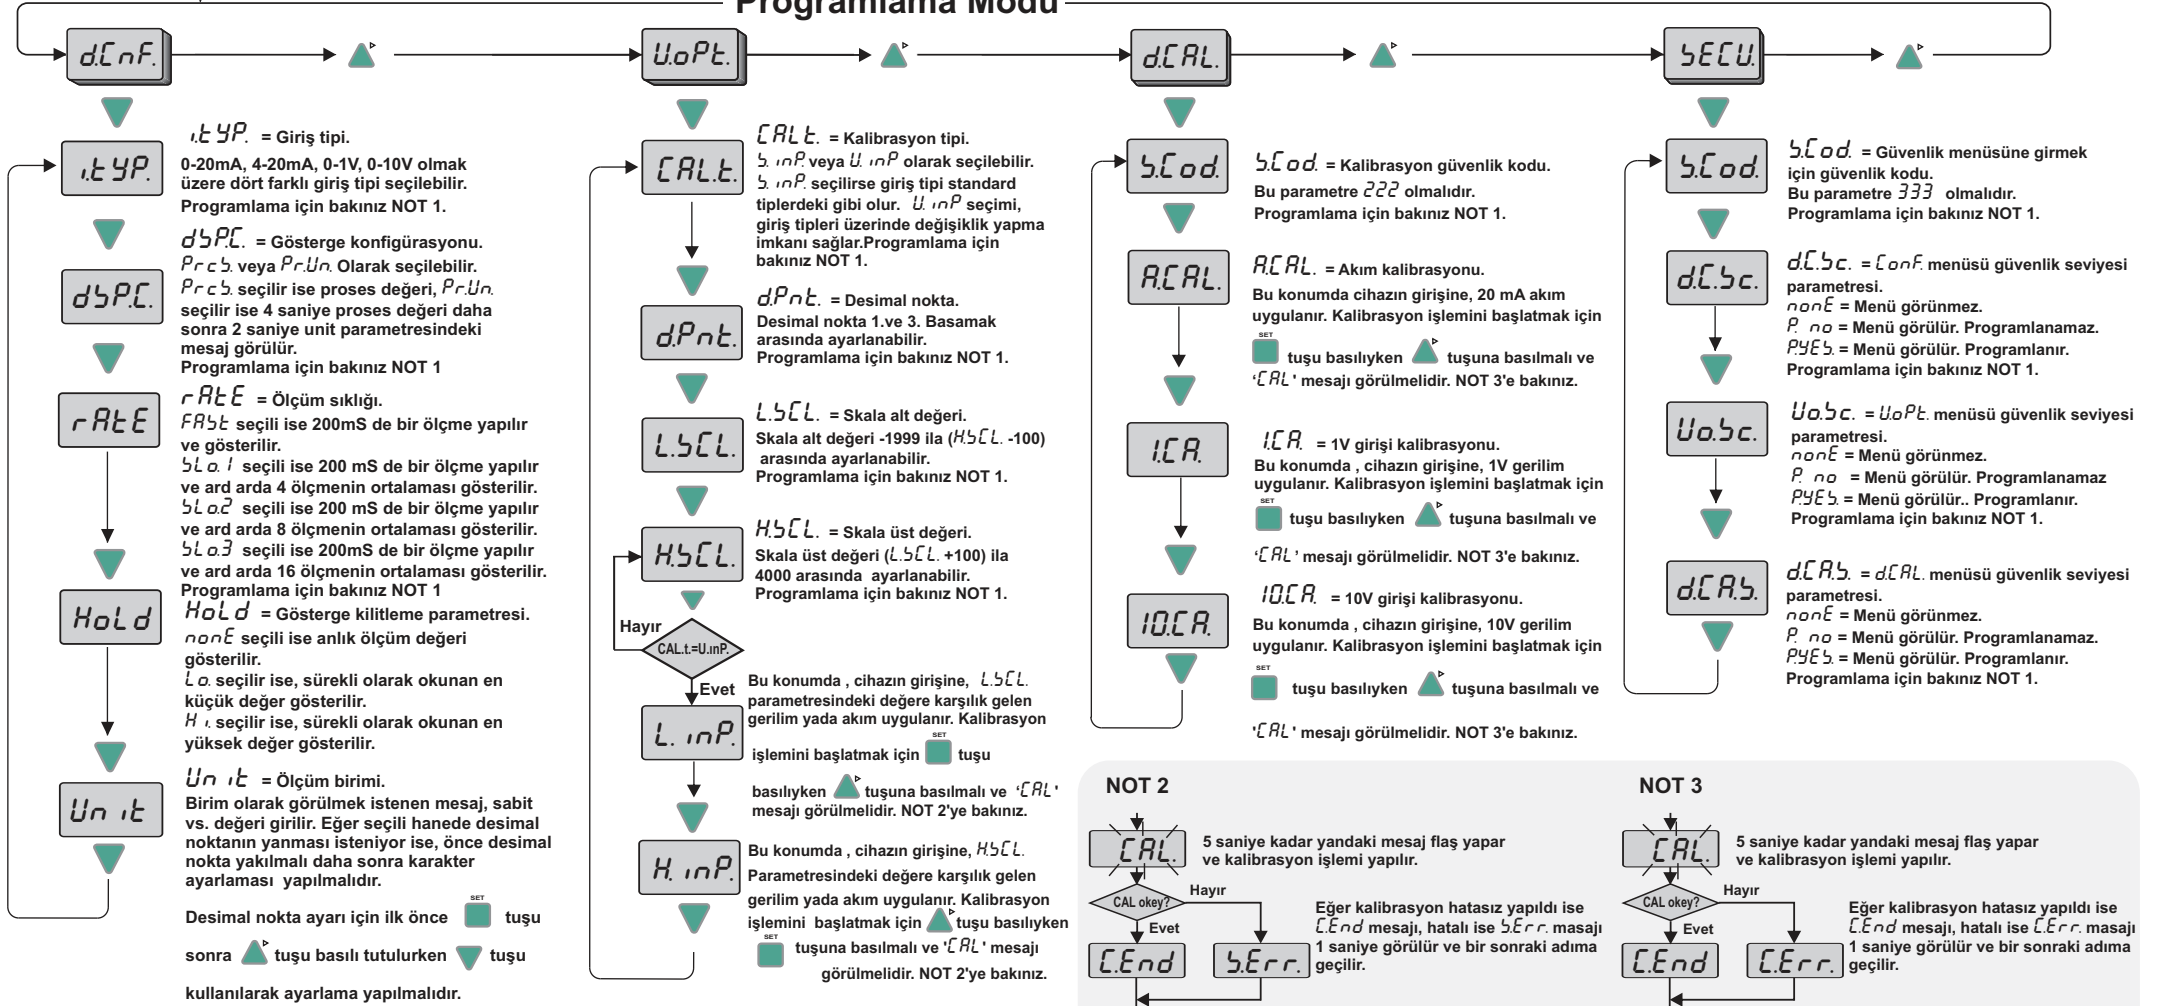 Programlama Modu
d.CnF.
U.oPt.
d.CAL.
SECU.
i.tYP.
i.tYP. = Giriş tipi.
0-20mA, 4-20mA, 0-1V, 0-10V olmak
üzere dört farklı giriş tipi seçilebilir.
Programlama için bakınız NOT 1.
dSP.C.
dSP.C. = Gösterge konfigürasyonu.
PrcS. veya Pr.Un. Olarak seçilebilir.
PrcS. seçilir ise proses değeri, Pr.Un.
seçilir ise 4 saniye proses değeri daha
sonra 2 saniye unit parametresindeki
mesaj görülür.
Programlama için bakınız NOT 1
rAtE
rAtE = Ölçüm sıklığı.
FASt seçili ise 200mS de bir ölçme yapılır
ve gösterilir.
SLo.1 seçili ise 200 mS de bir ölçme yapılır
ve ard arda 4 ölçmenin ortalaması gösterilir.
SLo.2 seçili ise 200 mS de bir ölçme yapılır
ve ard arda 8 ölçmenin ortalaması gösterilir.
SLo.3 seçili ise 200mS de bir ölçme yapılır
ve ard arda 16 ölçmenin ortalaması gösterilir.
Programlama için bakınız NOT 1
HoLd
HoLd = Gösterge kilitleme parametresi.
nonE seçili ise anlık ölçüm değeri
gösterilir.
Lo. seçilir ise, sürekli olarak okunan en
küçük değer gösterilir.
Hi. seçilir ise, sürekli olarak okunan en
yüksek değer gösterilir.
Unit
Unit = Ölçüm birimi.
Birim olarak görülmek istenen mesaj, sabit
vs. değeri girilir. Eğer seçili hanede desimal
noktanın yanması isteniyor ise, önce desimal
nokta yakılmalı daha sonra karakter
ayarlaması yapılmalıdır.
SET
Desimal nokta ayarı için ilk önce tuşu
sonra tuşu basılı tutulurken tuşu
kullanılarak ayarlama yapılmalıdır.
CAL.t.
CALt. = Kalibrasyon tipi.
S.inP. veya U.inP olarak seçilebilir.
S.inP. seçilirse giriş tipi standard
tiplerdeki gibi olur. U.inP seçimi,
giriş tipleri üzerinde değişiklik yapma
imkanı sağlar.Programlama için
bakınız NOT 1.
d.Pnt.
d.Pnt. = Desimal nokta.
Desimal nokta 1.ve 3. Basamak
arasında ayarlanabilir.
Programlama için bakınız NOT 1.
L.SCL.
L.SCL. = Skala alt değeri.
Skala alt değeri -1999 ila (H.SCL. -100)
arasında ayarlanabilir.
Programlama için bakınız NOT 1.
H.SCL.
H.SCL. = Skala üst değeri.
Skala üst değeri (L.SCL. +100) ila
4000 arasında ayarlanabilir.
Programlama için bakınız NOT 1.
Hayır
CAL.t.=U.ınP.
Evet
L.inP.
Bu konumda , cihazın girişine, L.SCL.
parametresindeki değere karşılık gelen
gerilim yada akım uygulanır. Kalibrasyon
SET
işlemini başlatmak için tuşu
basılıyken tuşuna basılmalı ve 'CAL'
mesajı görülmelidir. NOT 2'ye bakınız.
H.inP.
Bu konumda , cihazın girişine, H.SCL.
Parametresindeki değere karşılık gelen
gerilim yada akım uygulanır. Kalibrasyon
işlemini başlatmak için tuşu basılıyken
SET
tuşuna basılmalı ve 'CAL' mesajı
görülmelidir. NOT 2'ye bakınız.
S.Cod.
S.Cod. = Kalibrasyon güvenlik kodu.
Bu parametre 222 olmalıdır.
Programlama için bakınız NOT 1.
A.CAL.
A.CAL. = Akım kalibrasyonu.
Bu konumda cihazın girişine, 20 mA akım
uygulanır. Kalibrasyon işlemini başlatmak için
SET
tuşu basılıyken tuşuna basılmalı ve
'CAL' mesajı görülmelidir. NOT 3'e bakınız.
1.CA.
1.CA. = 1V girişi kalibrasyonu.
Bu konumda , cihazın girişine, 1V gerilim
uygulanır. Kalibrasyon işlemini başlatmak için
SET
tuşu basılıyken tuşuna basılmalı ve
'CAL' mesajı görülmelidir. NOT 3'e bakınız.
10.CA.
10.CA. = 10V girişi kalibrasyonu.
Bu konumda , cihazın girişine, 10V gerilim
uygulanır. Kalibrasyon işlemini başlatmak için
SET
tuşu basılıyken tuşuna basılmalı ve
'CAL' mesajı görülmelidir. NOT 3'e bakınız.
S.Cod.
S.Cod. = Güvenlik menüsüne girmek
için güvenlik kodu.
Bu parametre 333 olmalıdır.
Programlama için bakınız NOT 1.
d.C.Sc.
d.C.Sc. = ConF. menüsü güvenlik seviyesi
parametresi.
nonE = Menü görünmez.
P. no = Menü görülür. Programlanamaz.
P.YES. = Menü görülür. Programlanır.
Programlama için bakınız NOT 1.
Uo.Sc.
Uo.Sc. = U.oPt. menüsü güvenlik seviyesi
parametresi.
nonE = Menü görünmez.
P. no = Menü görülür. Programlanamaz
P.YES. = Menü görülür.. Programlanır.
Programlama için bakınız NOT 1.
d.CA.S.
d.CA.S. = d.CAL. menüsü güvenlik seviyesi
parametresi.
nonE = Menü görünmez.
P. no = Menü görülür. Programlanamaz.
P.YES. = Menü görülür. Programlanır.
Programlama için bakınız NOT 1.
NOT 2
CAL.
5 saniye kadar yandaki mesaj flaş yapar
ve kalibrasyon işlemi yapılır.
CAL okey?
Hayır
Evet
C.End
S.Err.
Eğer kalibrasyon hatasız yapıldı ise
C.End mesajı, hatalı ise S.Err. masajı
1 saniye görülür ve bir sonraki adıma
geçilir.
NOT 3
CAL.
5 saniye kadar yandaki mesaj flaş yapar
ve kalibrasyon işlemi yapılır.
CAL okey?
Hayır
Evet
C.End
C.Err.
Eğer kalibrasyon hatasız yapıldı ise
C.End mesajı, hatalı ise C.Err. masajı
1 saniye görülür ve bir sonraki adıma
geçilir.